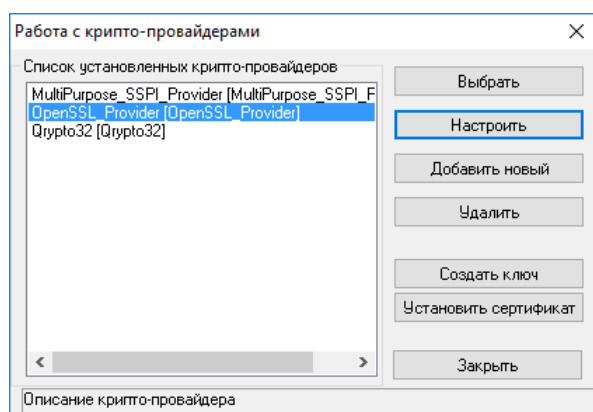 Работа с крипто-провайдерами
Список установленных крипто-провайдеров
MultiPurpose_SSPI_Provider [MultiPurpose_SSPI_F
OpenSSL_Provider [OpenSSL_Provider]
Qrypto32 [Qrypto32]
Выбрать
Настроить
Добавить новый
Удалить
Создать ключ
Установить сертификат
Закрыть
Описание крипто-провайдера